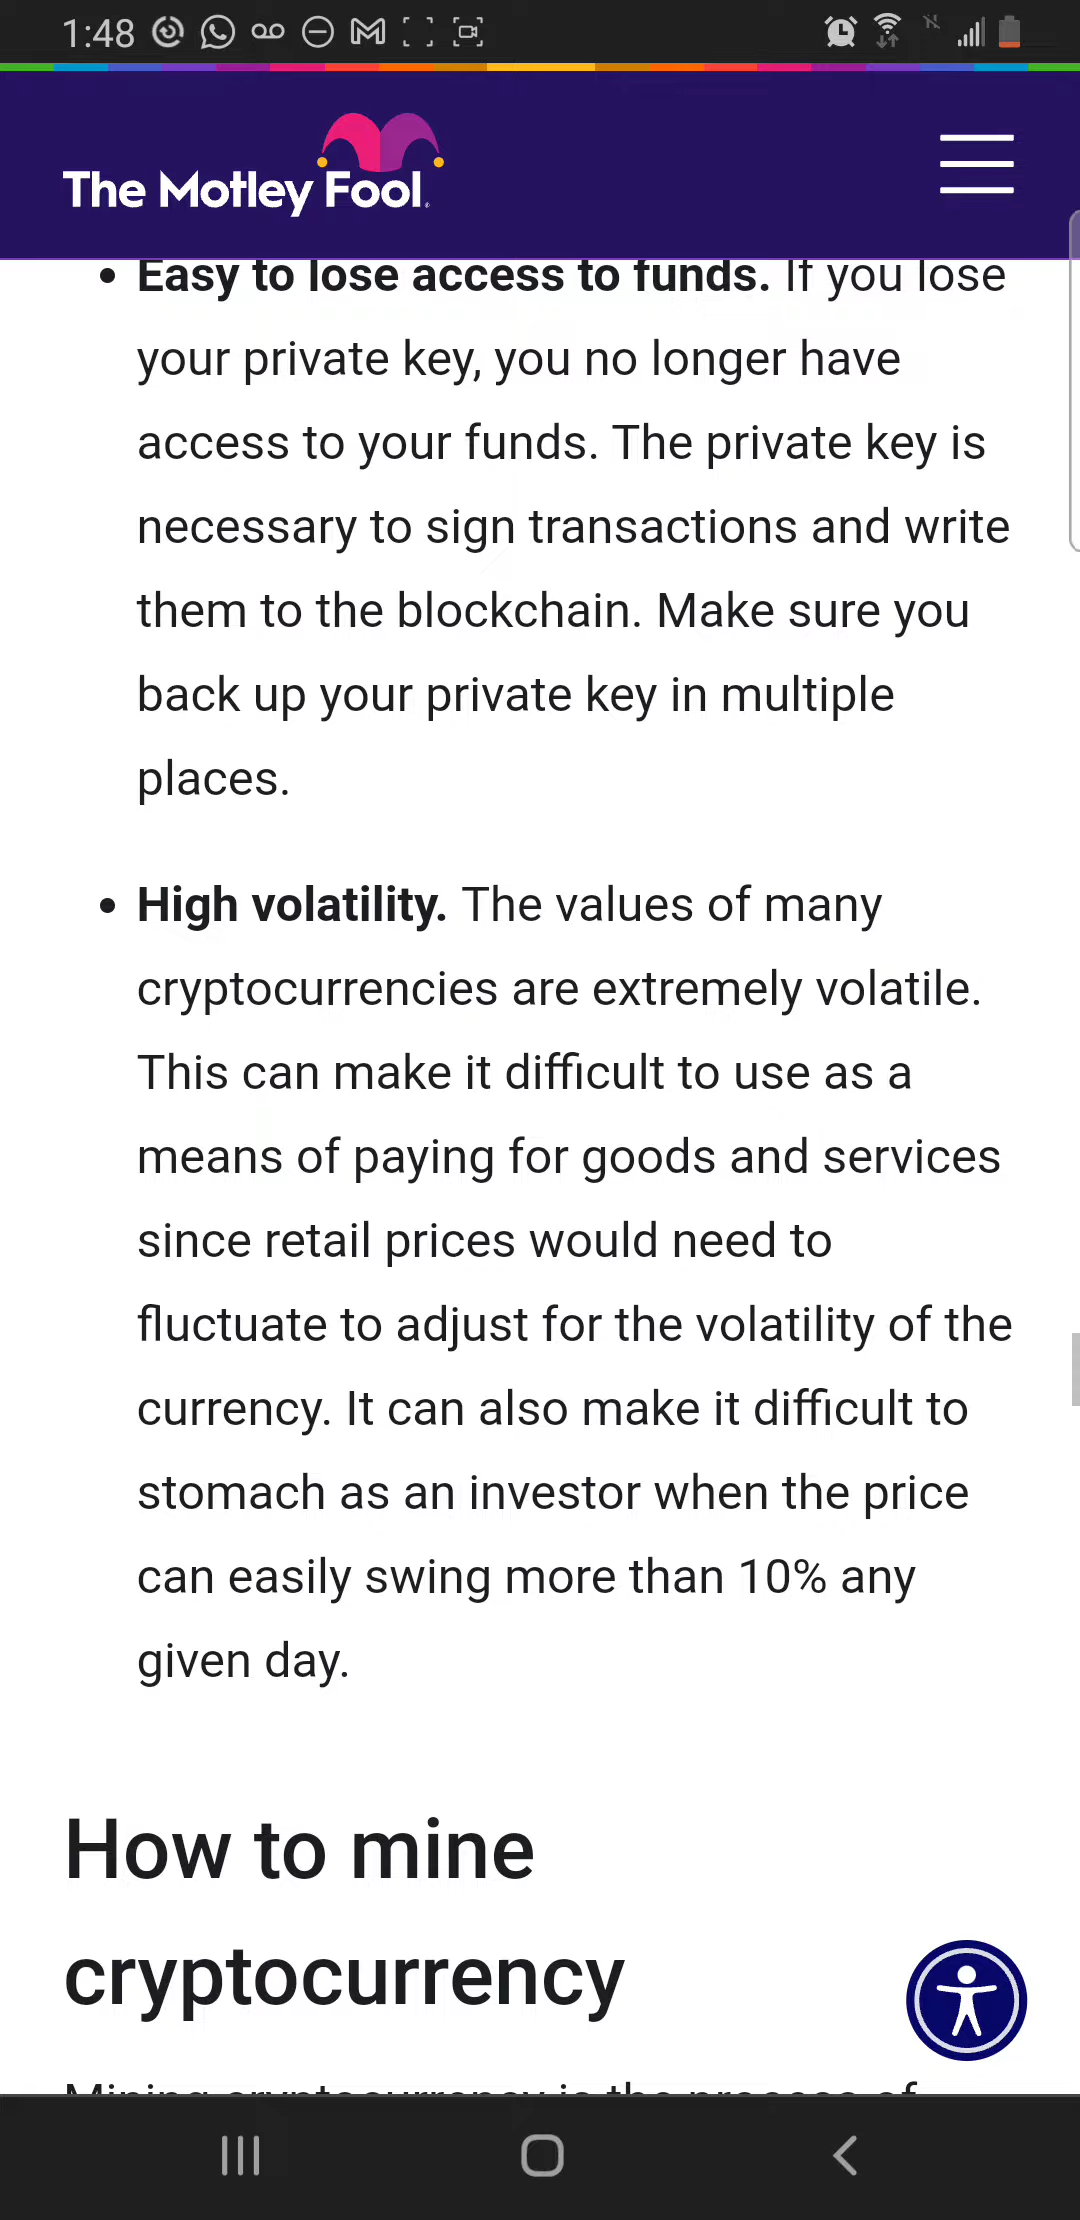 1:48
The Motley Fool.
• Easy to lose access to funds. If you lose
your private key, you no longer have
access to your funds. The private key is
necessary to sign transactions and write
them to the blockchain. Make sure you
back up your private key in multiple
places.
• High volatility. The values of many
cryptocurrencies are extremely volatile.
This can make it difficult to use as a
means of paying for goods and services
since retail prices would need to
fluctuate to adjust for the volatility of the
currency. It can also make it difficult to
stomach as an investor when the price
can easily swing more than 10% any
given day.
How to mine
cryptocurrency
Mining cryptocurrency is the process of